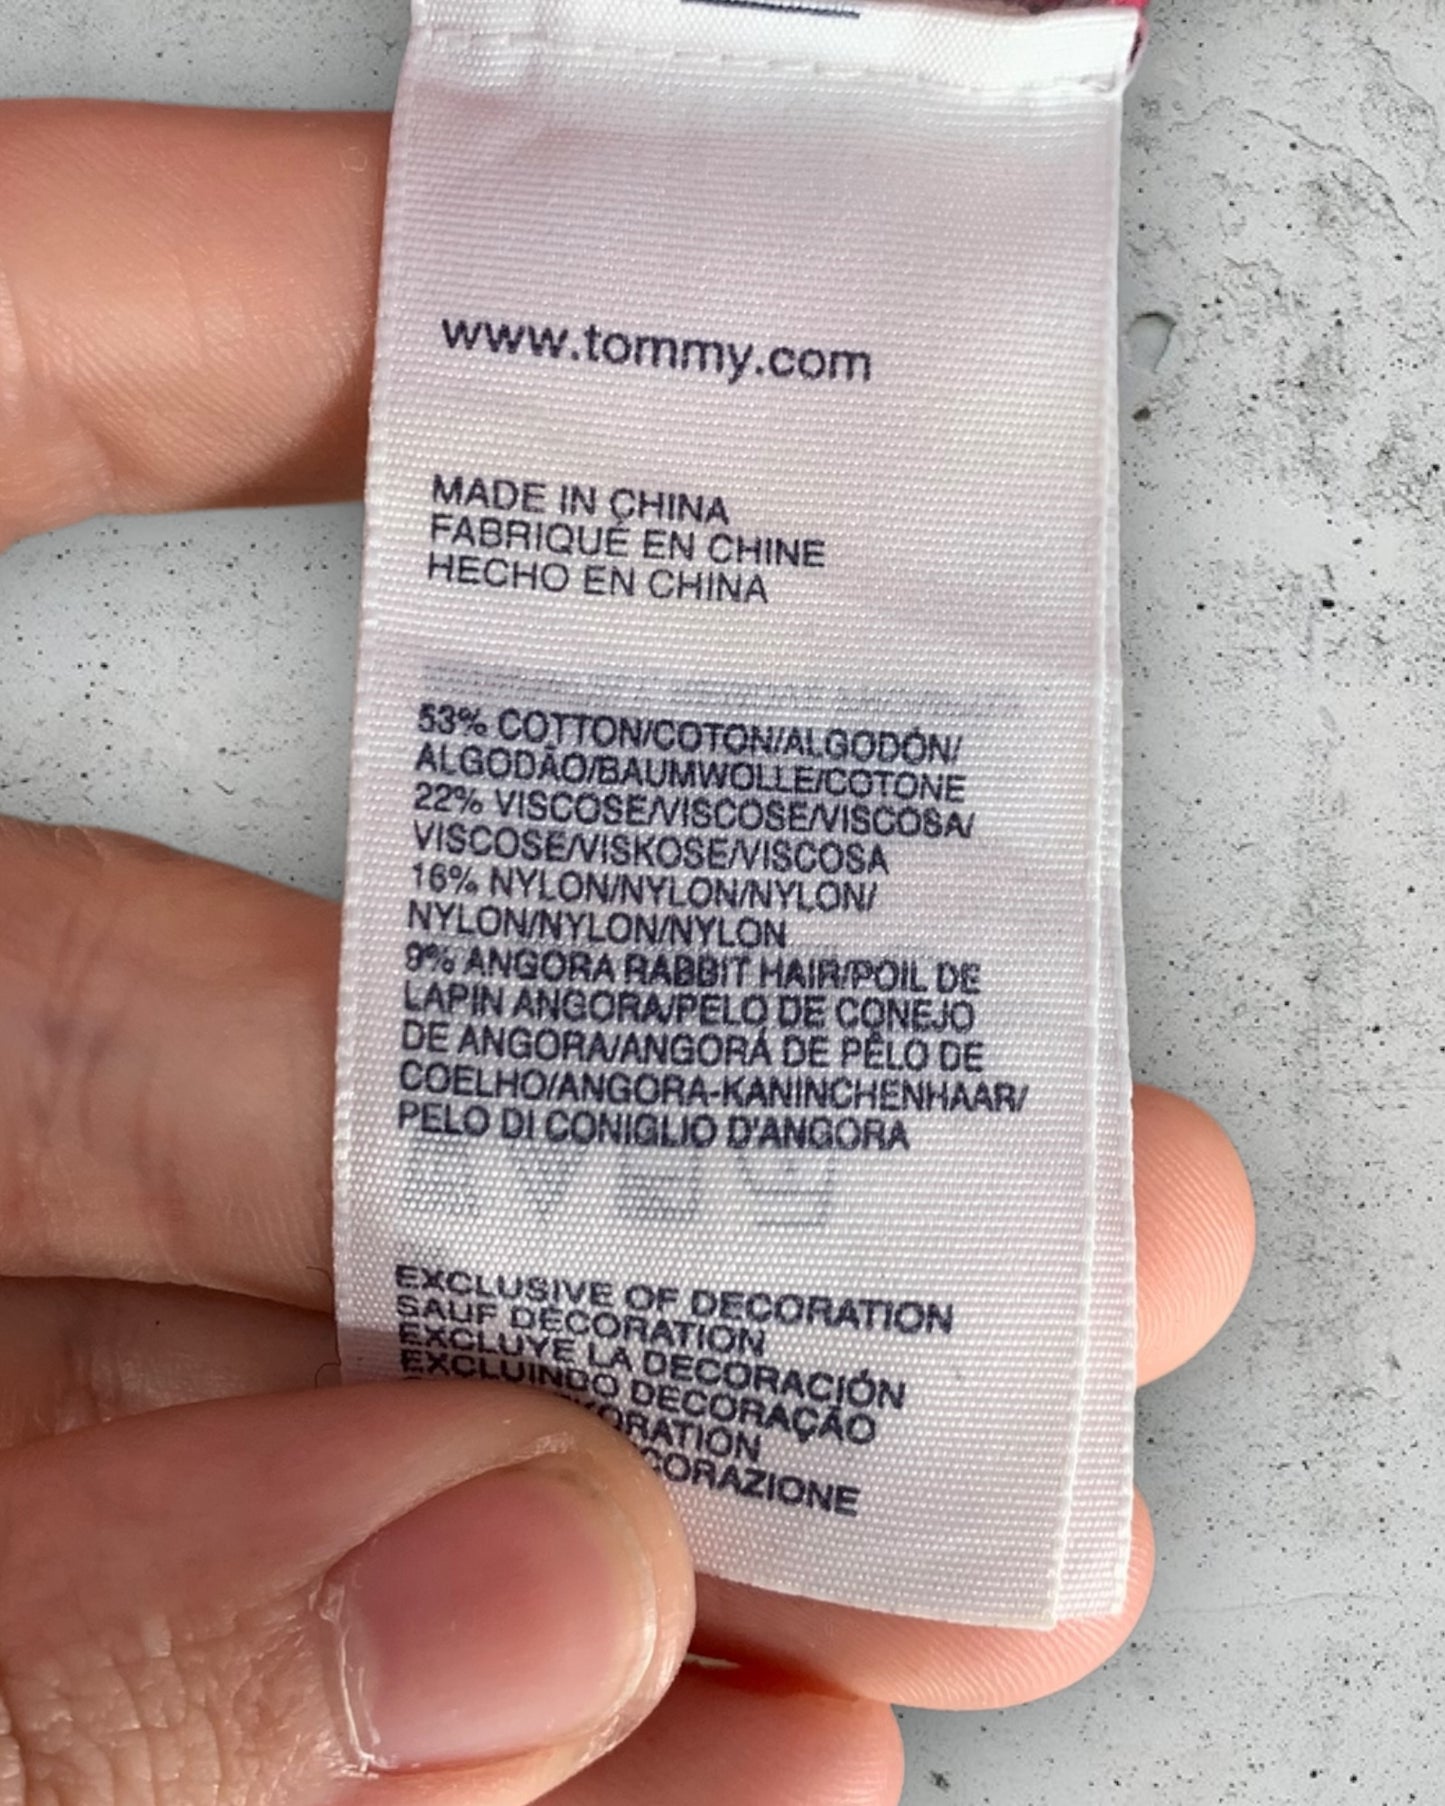 www.tommy.com
MADE IN CHINA
FABRIQUÉ EN CHINE
HECHO EN CHINA
53% COTTON/COTON/ALGODÓN/
ALGODÃO/BAUMWOLLE/COTONE
22% VISCOSE/VISCOSE/VISCOSA/
VISCOSE/VISKOSE/VISCOSA
16% NYLON/NYLON/NYLON/
NYLON/NYLON/NYLON
9% ANGORA RABBIT HAIR/POIL DE
LAPIN ANGORA/PELO DE CONEJO
DE ANGORA/ANGORÁ DE PÊLO DE
COELHO/ANGORA-KANINCHENHAAR/
PELO DI CONIGLIO D'ANGORA
EXCLUSIVE OF DECORATION
SAUF DÉCORATION
EXCLUYE LA DECORACIÓN
EXCLUINDO DECORAÇÃO